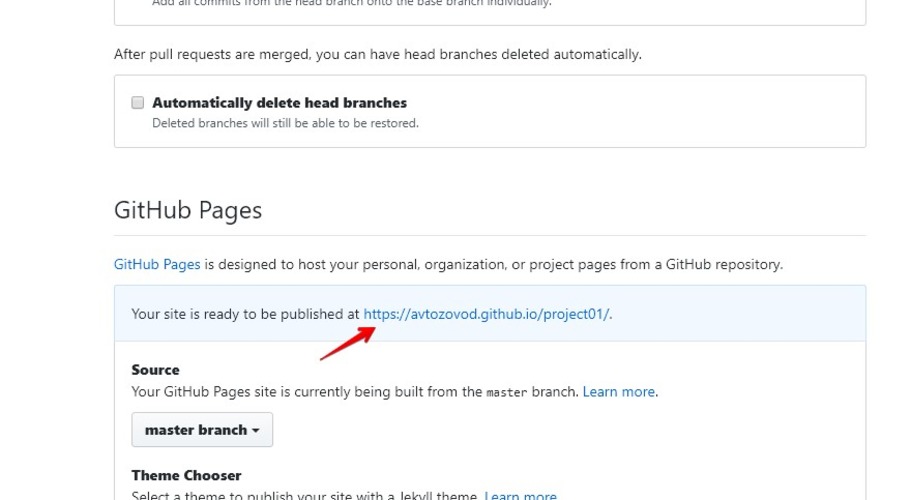 Add all commits from the head branch onto the base branch individually.
After pull requests are merged, you can have head branches deleted automatically.
Automatically delete head branches
Deleted branches will still be able to be restored.
GitHub Pages
GitHub Pages is designed to host your personal, organization, or project pages from a GitHub repository.
Your site is ready to be published at https://avtozovod.github.io/project01/.
Source
Your GitHub Pages site is currently being built from the master branch. Learn more.
master branch
Theme Chooser
Select a theme to publish your site with a Jekyll theme. Learn more.